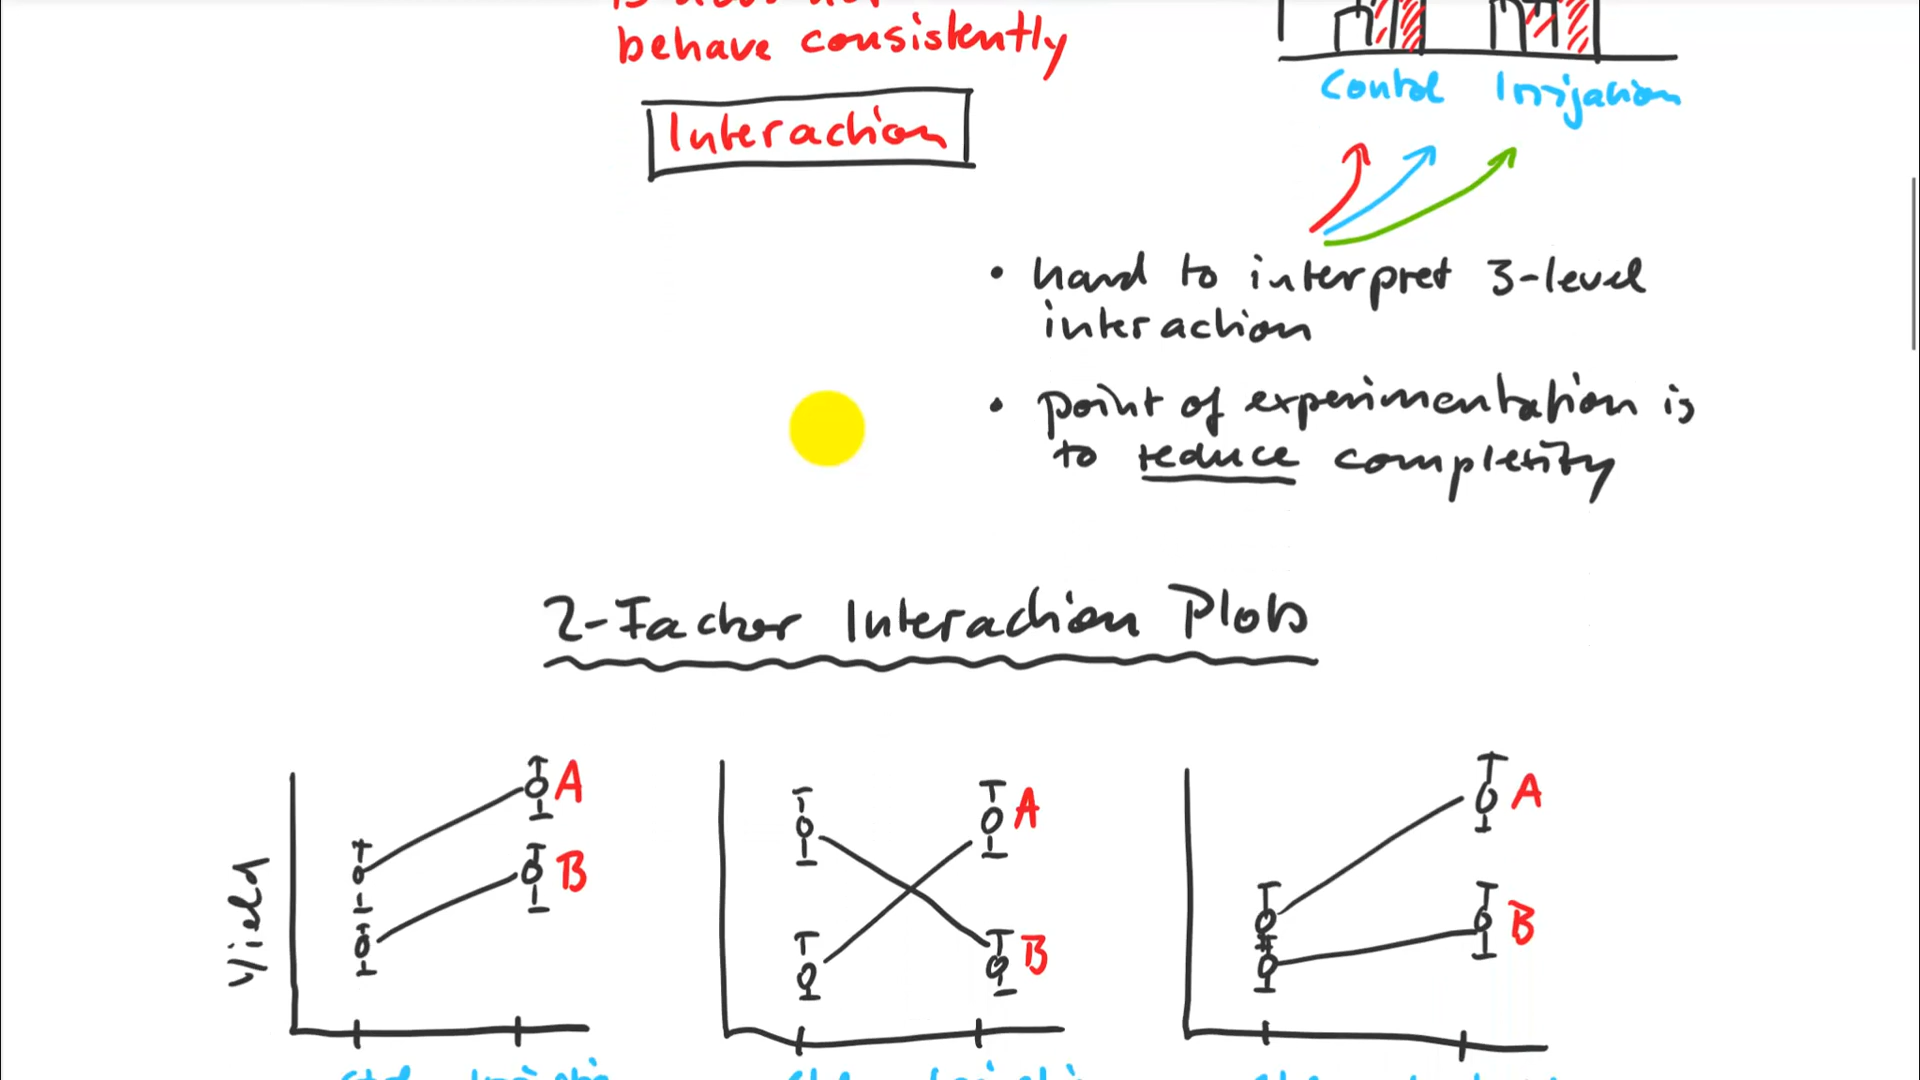 behave consistently
Interaction
Control Irrigation
• hard to interpret 3-level
interaction
• point of experimentation is
to reduce complexity
2-Factor Interaction Plots
Yield
A
B
A
B
A
B